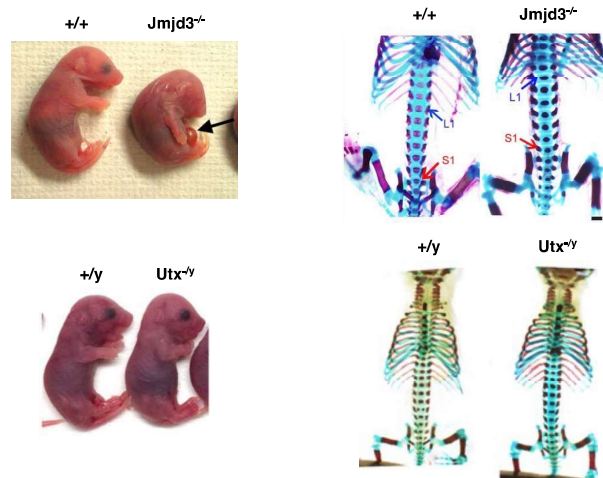 +/+ Jmjd3-/-
+/+ Jmjd3-/-
L1 L1
S1 S1
+/y Utx-/y
+/y Utx-/y